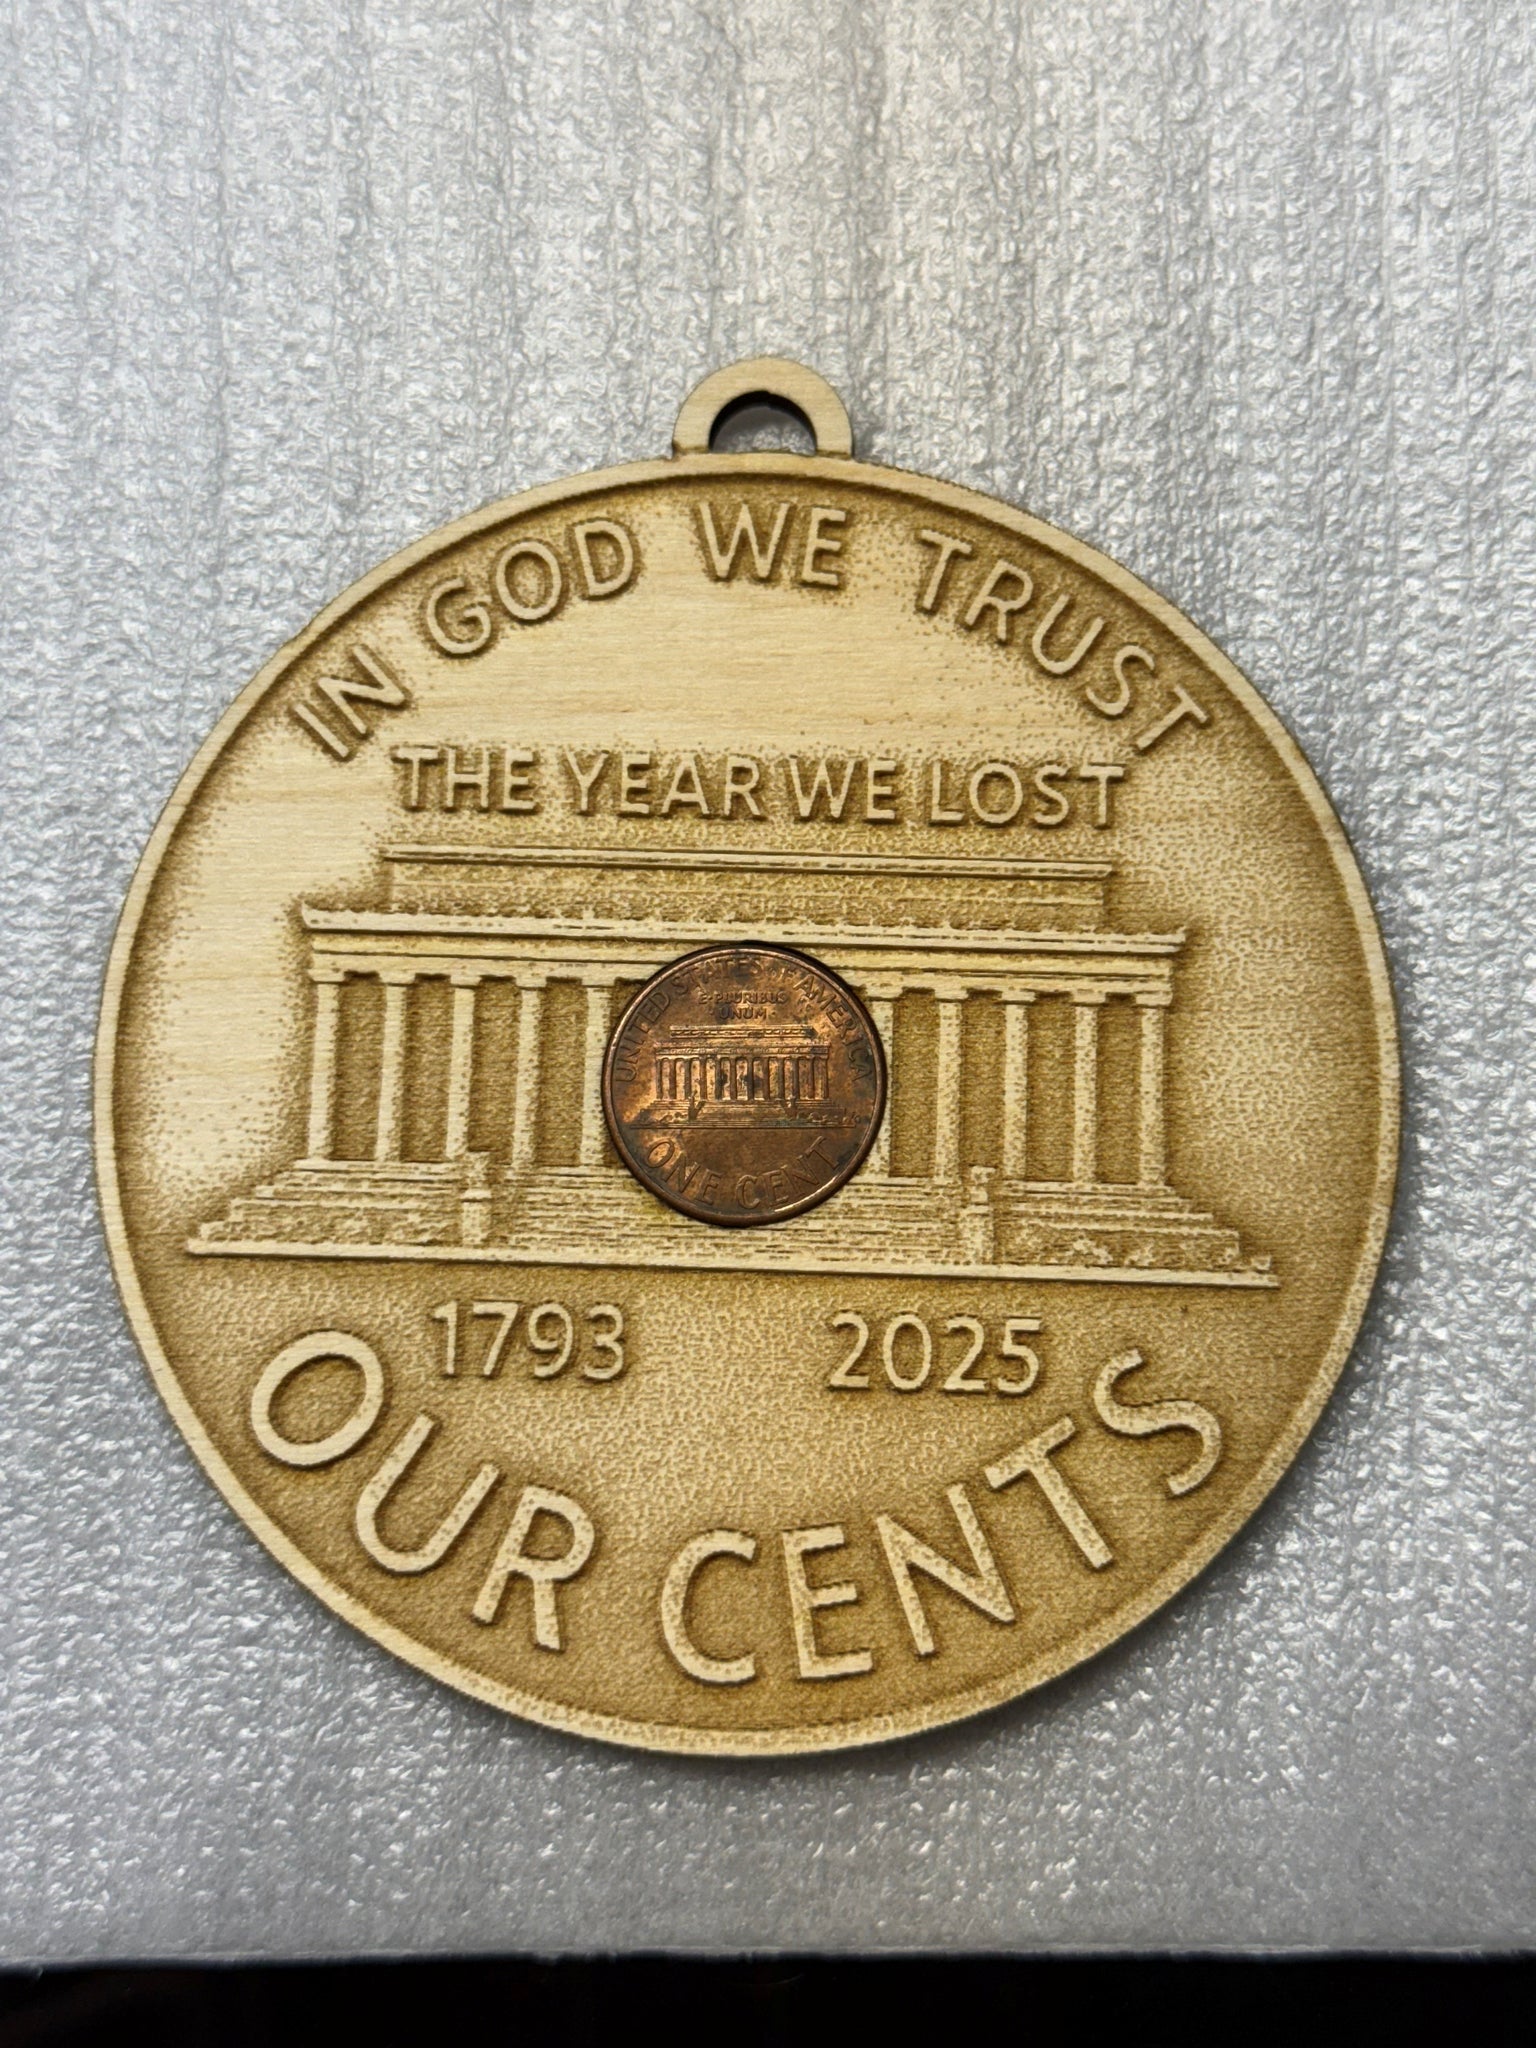 IN GOD WE TRUST
THE YEAR WE LOST
UNITED STATES OF AMERICA
E·PLURIBUS
·UNUM·
ONE CENT
1793 2025
OUR CENTS